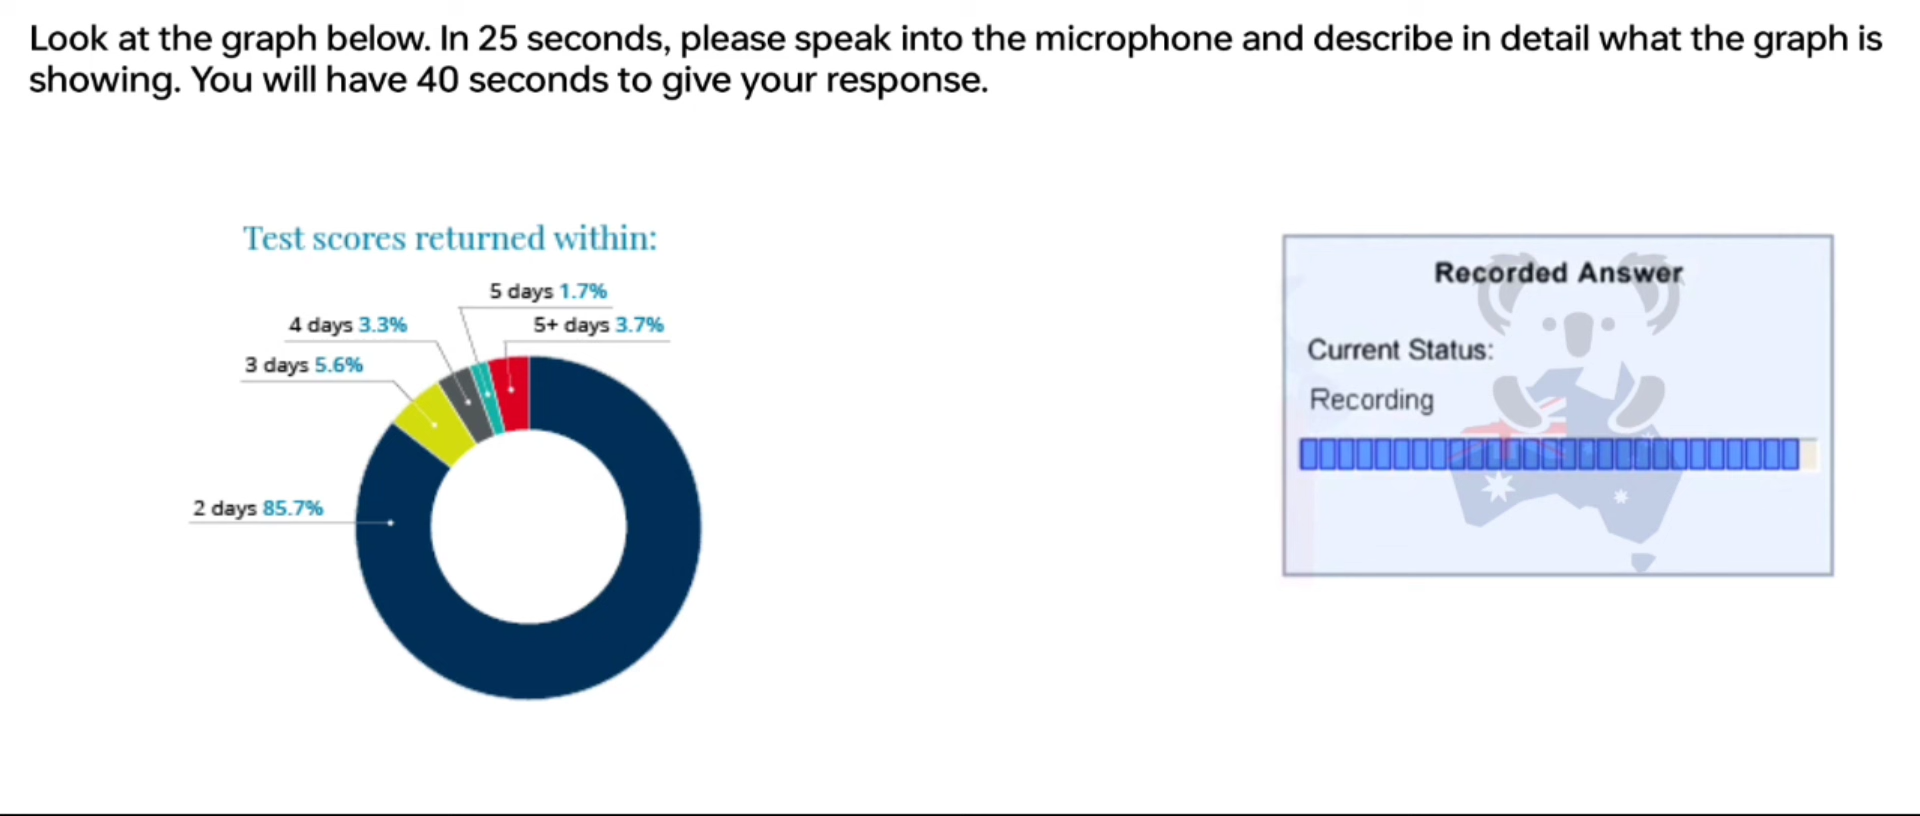 Look at the graph below. In 25 seconds, please speak into the microphone and describe in detail what the graph is
showing. You will have 40 seconds to give your response.
Test scores returned within:
5 days 1.7%
4 days 3.3%
5+ days 3.7%
3 days 5.6%
2 days 85.7%
Recorded Answer
Current Status:
Recording